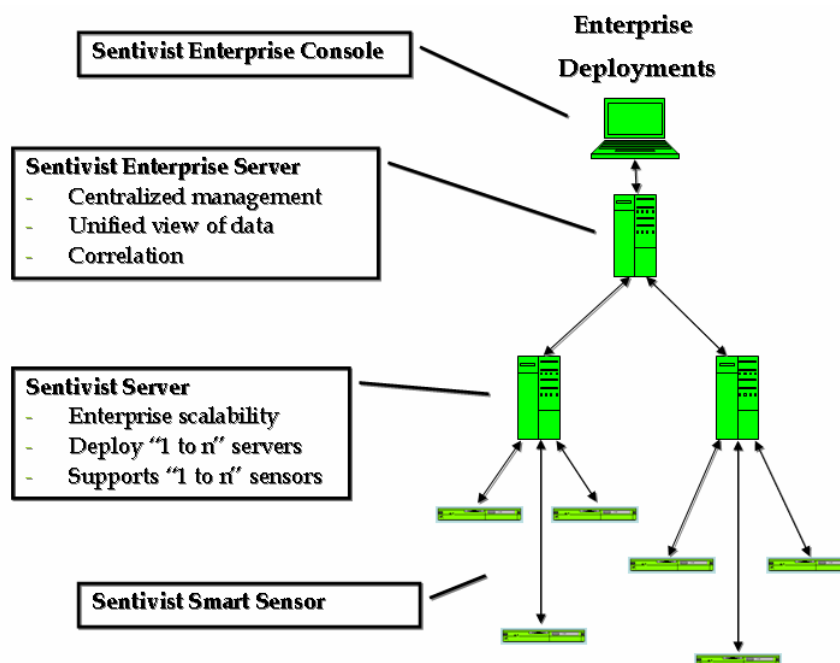 Enterprise
Deployments
Sentivist Enterprise Console
Sentivist Enterprise Server
- Centralized management
- Unified view of data
- Correlation
Sentivist Server
- Enterprise scalability
- Deploy “1 to n” servers
- Supports “1 to n” sensors
Sentivist Smart Sensor